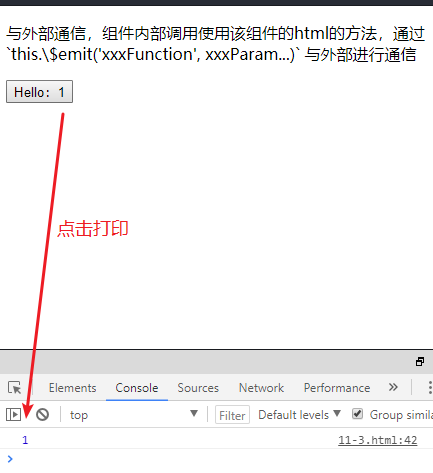 与外部通信，组件内部调用使用该组件的html的方法，通过
`this.\$emit('xxxFunction', xxxParam...)` 与外部进行通信
Hello：1
点击打印
Elements Console Sources Network Performance
top Filter Default levels Group simila
1 11-3.html:42